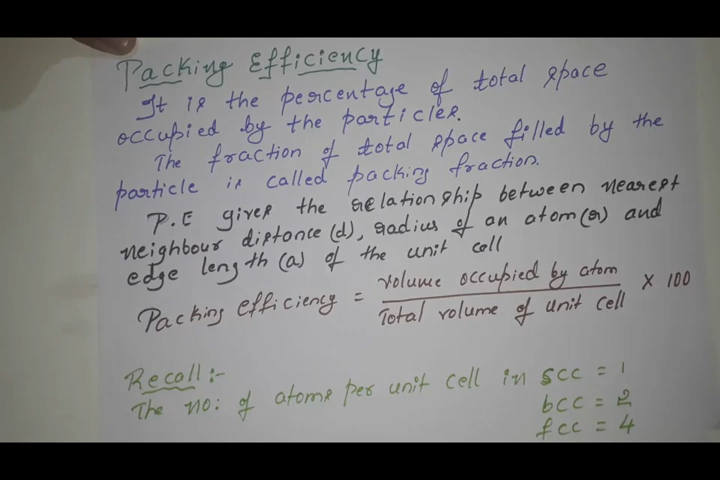 Packing Efficiency
It is the percentage of total space
occupied by the particles.
The fraction of total space filled by the
particle is called packing fraction.
P.E gives the relationship between nearest
neighbour distance (d), radius of an atom (r) and
edge length (a) of the unit cell
Packing efficiency = volume occupied by atom / Total volume of unit cell × 100
Recall :-
The no: of atoms per unit cell in scc = 1
bcc = 2
fcc = 4